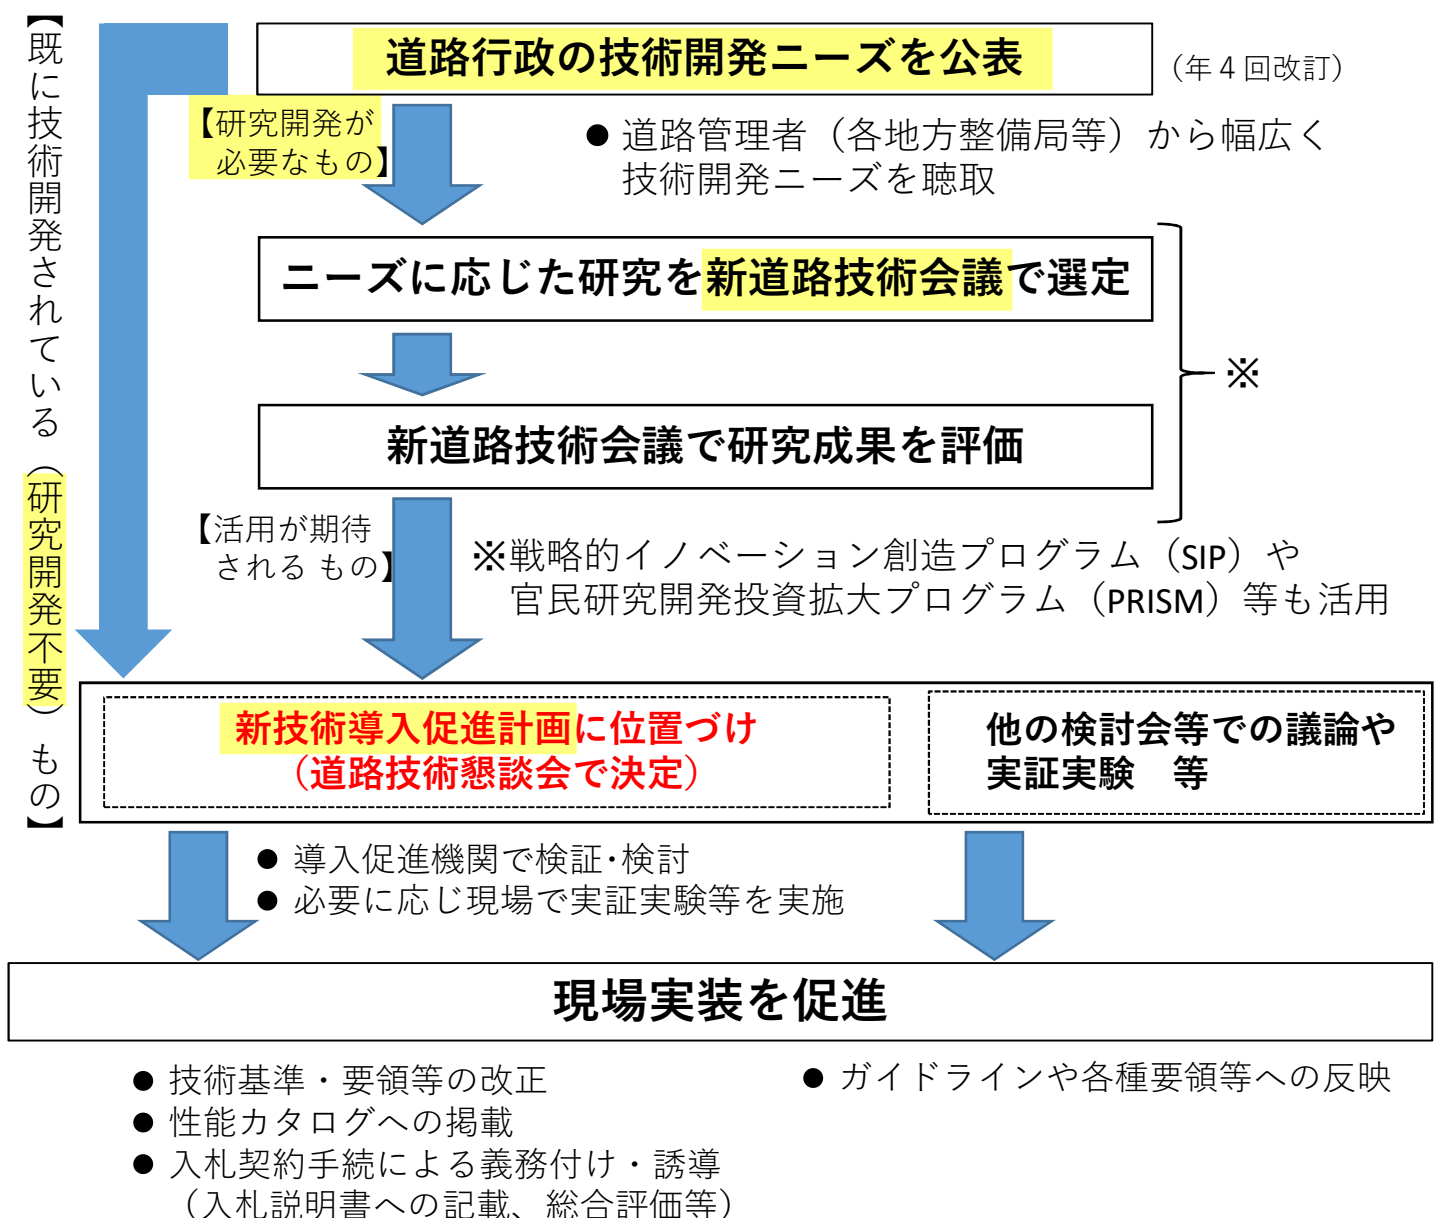 【既に技術開発されている（研究開発不要）もの】
道路行政の技術開発ニーズを公表
（年４回改訂）
【研究開発が
必要なもの】
● 道路管理者（各地方整備局等）から幅広く
技術開発ニーズを聴取
ニーズに応じた研究を新道路技術会議で選定
※
新道路技術会議で研究成果を評価
【活用が期待
される もの】
※戦略的イノベーション創造プログラム（SIP）や
官民研究開発投資拡大プログラム（PRISM）等も活用
新技術導入促進計画に位置づけ
（道路技術懇談会で決定）
他の検討会等での議論や
実証実験　等
● 導入促進機関で検証・検討
● 必要に応じ現場で実証実験等を実施
現場実装を促進
● 技術基準・要領等の改正
● 性能カタログへの掲載
● 入札契約手続による義務付け・誘導
（入札説明書への記載、総合評価等）
● ガイドラインや各種要領等への反映